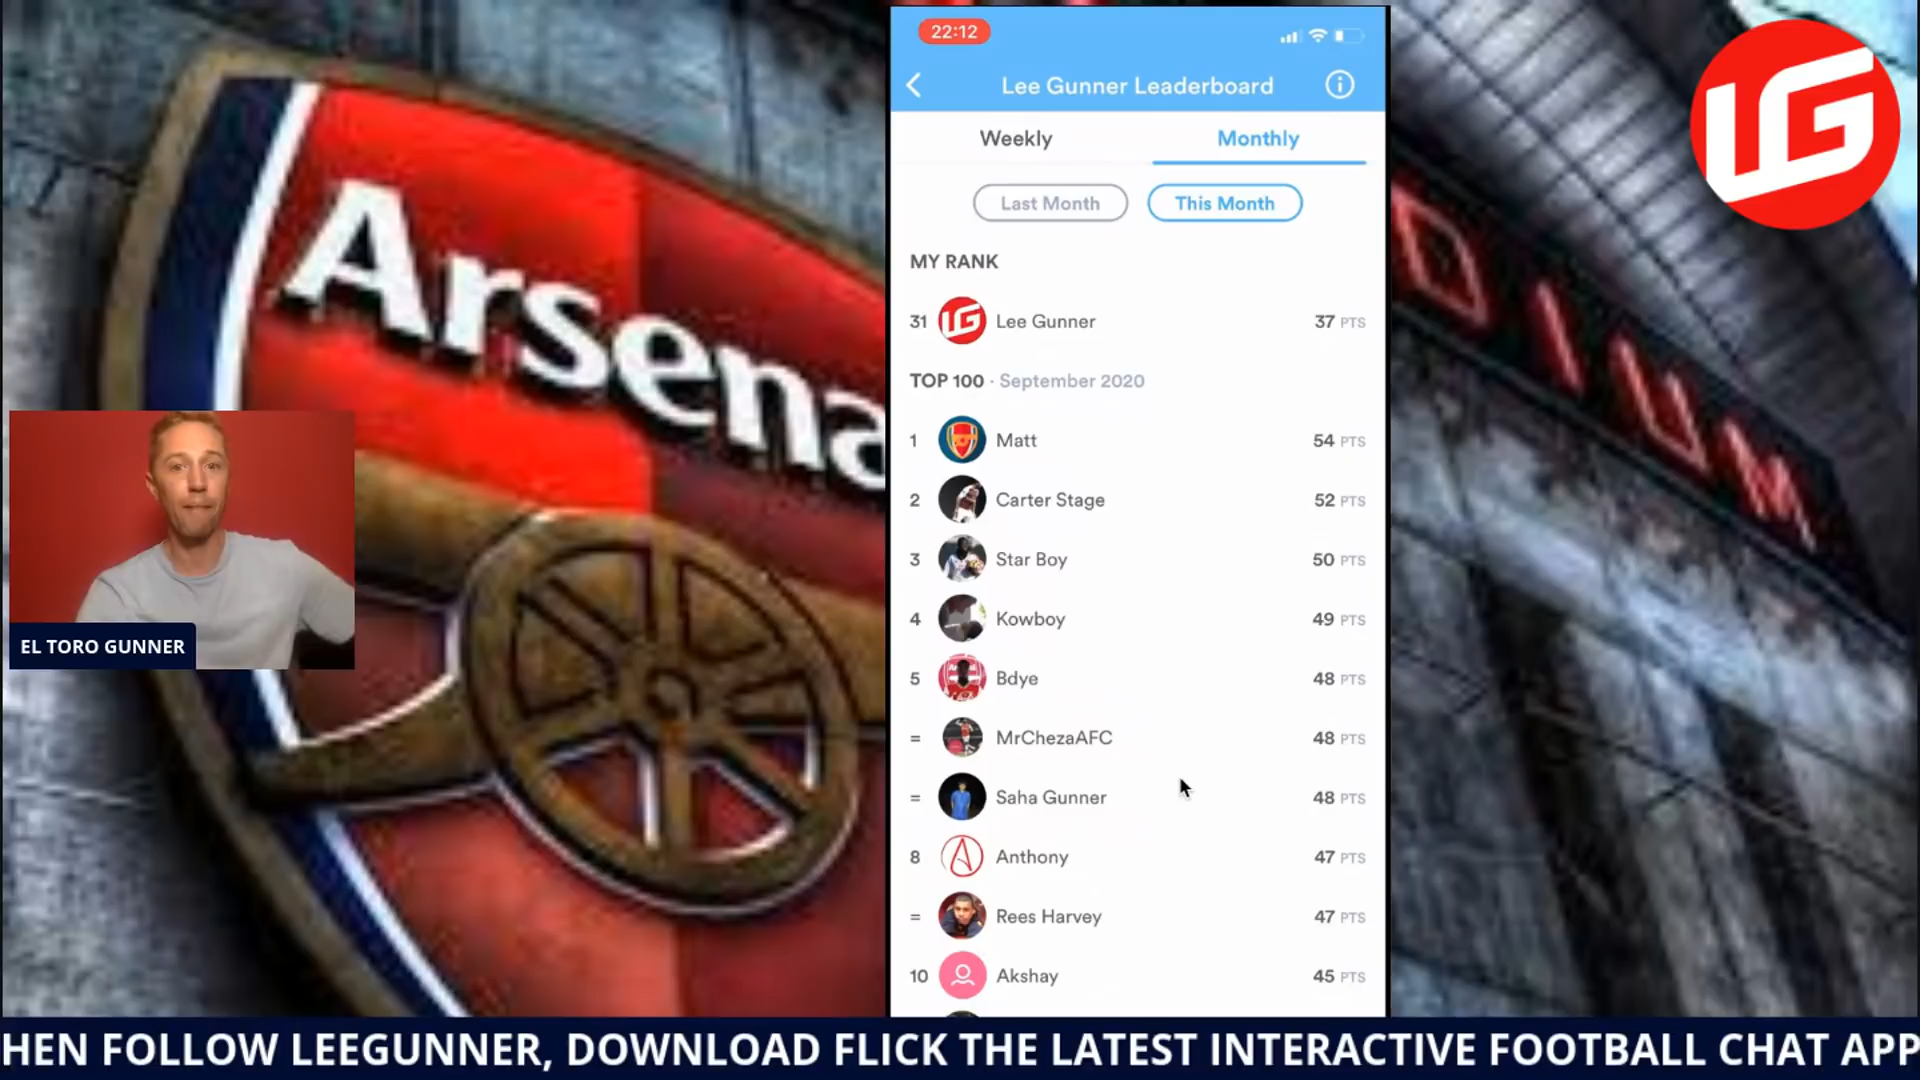 Arsena
EL TORO GUNNER
22:12
Lee Gunner Leaderboard
Weekly
Monthly
Last Month
This Month
MY RANK
31 LG Lee Gunner 37 PTS
TOP 100 · September 2020
1 Matt 54 PTS
2 Carter Stage 52 PTS
3 Star Boy 50 PTS
4 Kowboy 49 PTS
5 Bdye 48 PTS
= MrChezaAFC 48 PTS
= Saha Gunner 48 PTS
8 Anthony 47 PTS
= Rees Harvey 47 PTS
10 Akshay 45 PTS
LG
DIUM
HEN FOLLOW LEEGUNNER, DOWNLOAD FLICK THE LATEST INTERACTIVE FOOTBALL CHAT APP